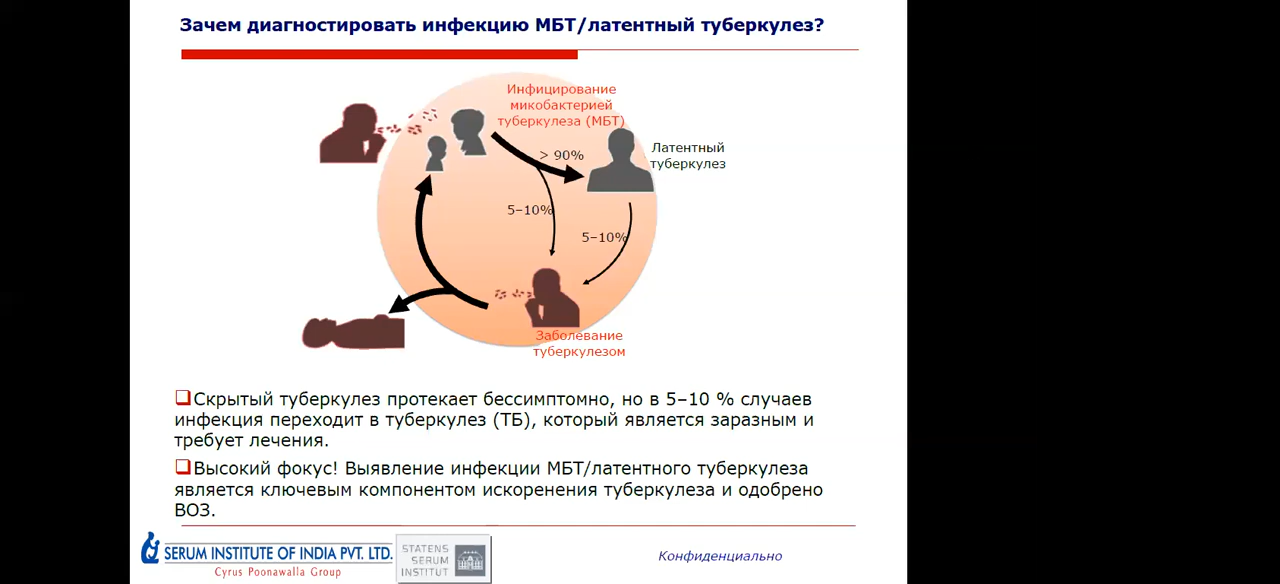 Зачем диагностировать инфекцию МБТ/латентный туберкулез?
Инфицирование
микобактерией
туберкулеза (МБТ)
> 90%
Латентный
туберкулез
5–10%
5–10%
Заболевание
туберкулезом
Скрытый туберкулез протекает бессимптомно, но в 5–10 % случаев
инфекция переходит в туберкулез (ТБ), который является заразным и
требует лечения.
Высокий фокус! Выявление инфекции МБТ/латентного туберкулеза
является ключевым компонентом искоренения туберкулеза и одобрено
ВОЗ.
SERUM INSTITUTE OF INDIA PVT. LTD.
Cyrus Poonawalla Group
STATENS
SERUM
INSTITUT
Конфиденциально